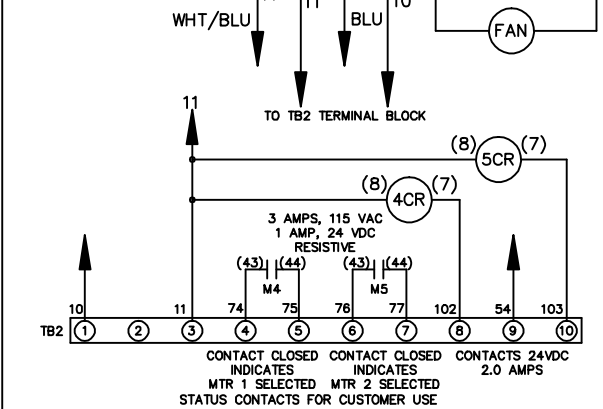 11 10
WHT/BLU BLU FAN
TO TB2 TERMINAL BLOCK
11
(8) 5CR (7)
(8) 4CR (7)
3 AMPS, 115 VAC
1 AMP, 24 VDC
RESISTIVE
(43) (44) (43) (44)
M4 M5
10 11 74 75 76 77 102 54 103
TB2 1 2 3 4 5 6 7 8 9 10
CONTACT CLOSED CONTACT CLOSED CONTACTS 24VDC
INDICATES INDICATES 2.0 AMPS
MTR 1 SELECTED MTR 2 SELECTED
STATUS CONTACTS FOR CUSTOMER USE